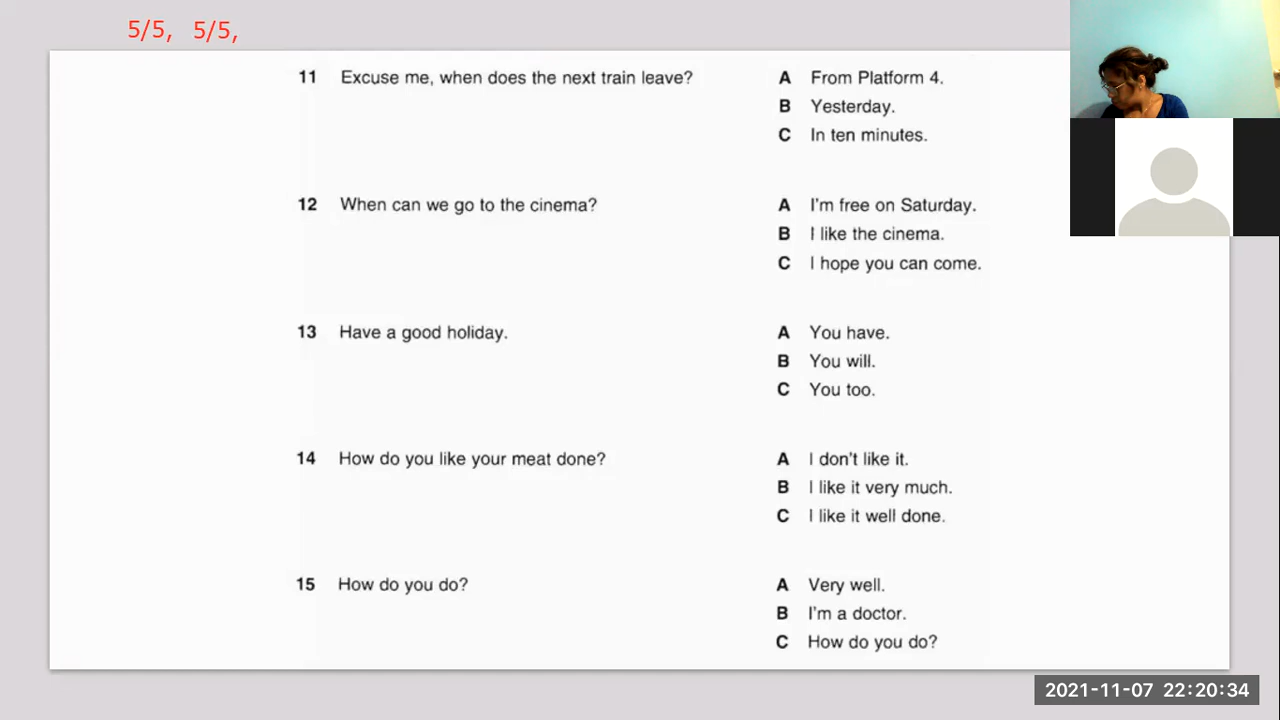 5/5, 5/5,
11 Excuse me, when does the next train leave?
A From Platform 4.
B Yesterday.
C In ten minutes.
12 When can we go to the cinema?
A I'm free on Saturday.
B I like the cinema.
C I hope you can come.
13 Have a good holiday.
A You have.
B You will.
C You too.
14 How do you like your meat done?
A I don't like it.
B I like it very much.
C I like it well done.
15 How do you do?
A Very well.
B I'm a doctor.
C How do you do?
2021-11-07 22:20:34